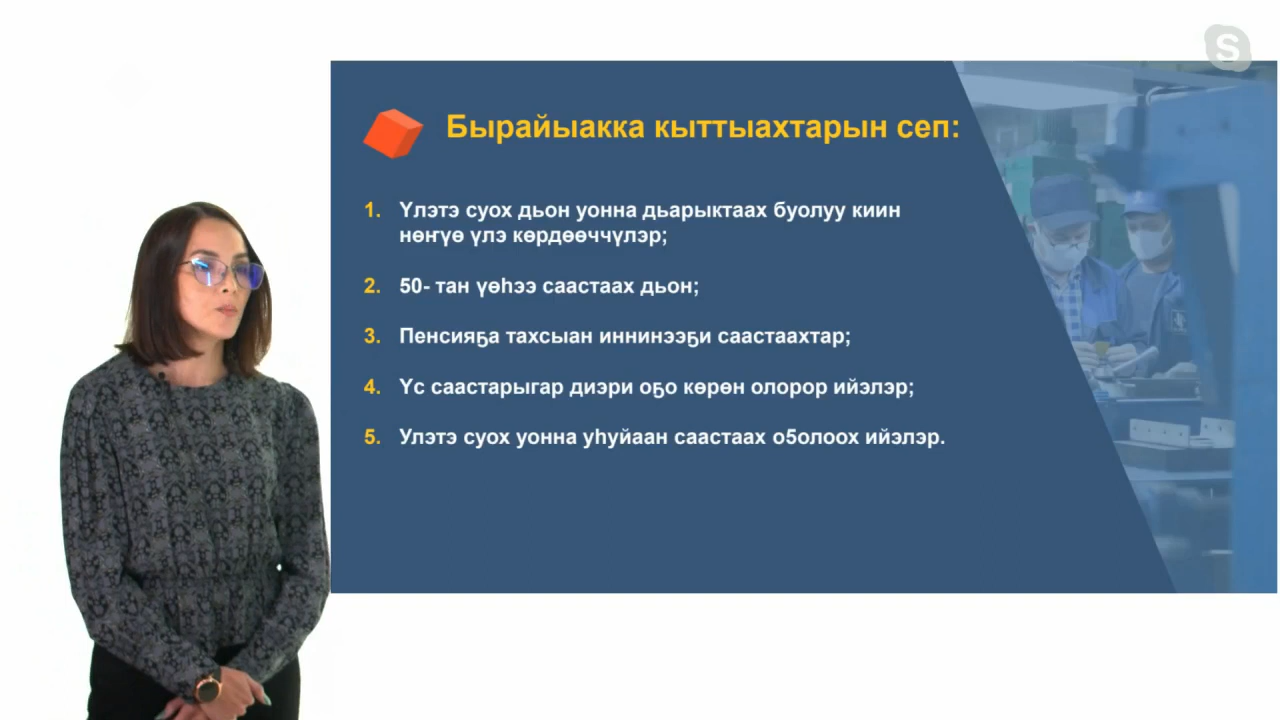 Бырайыакка кыттыахтарын сөп:
1. Үлэтэ суох дьон уонна дьарыктаах буолуу киин
нөҥүө үлэ көрдөөччүлэр;
2. 50- тан үөһээ саастаах дьон;
3. Пенсияҕа тахсыан иннинээҕи саастаахтар;
4. Үс саастарыгар диэри оҕо көрөн олорор ийэлэр;
5. Улэтэ суох уонна уһуйаан саастаах о5олоох ийэлэр.
S